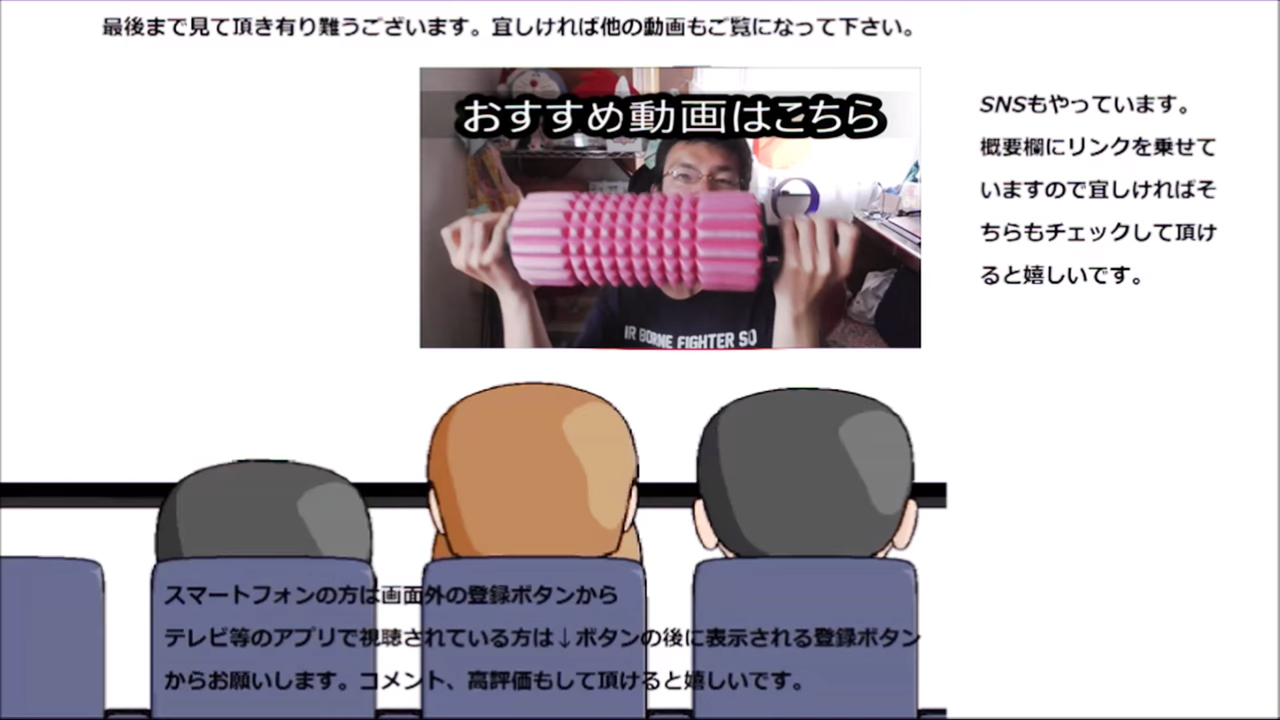 最後まで見て頂き有り難うございます。宜しければ他の動画もご覧になって下さい。
おすすめ動画はこちら
IR BORNE FIGHTER SQ
SNSもやっています。
概要欄にリンクを乗せて
いますので宜しければそ
ちらもチェックして頂け
ると嬉しいです。
スマートフォンの方は画面外の登録ボタンから
テレビ等のアプリで視聴されている方は↓ボタンの後に表示される登録ボタン
からお願いします。コメント、高評価もして頂けると嬉しいです。